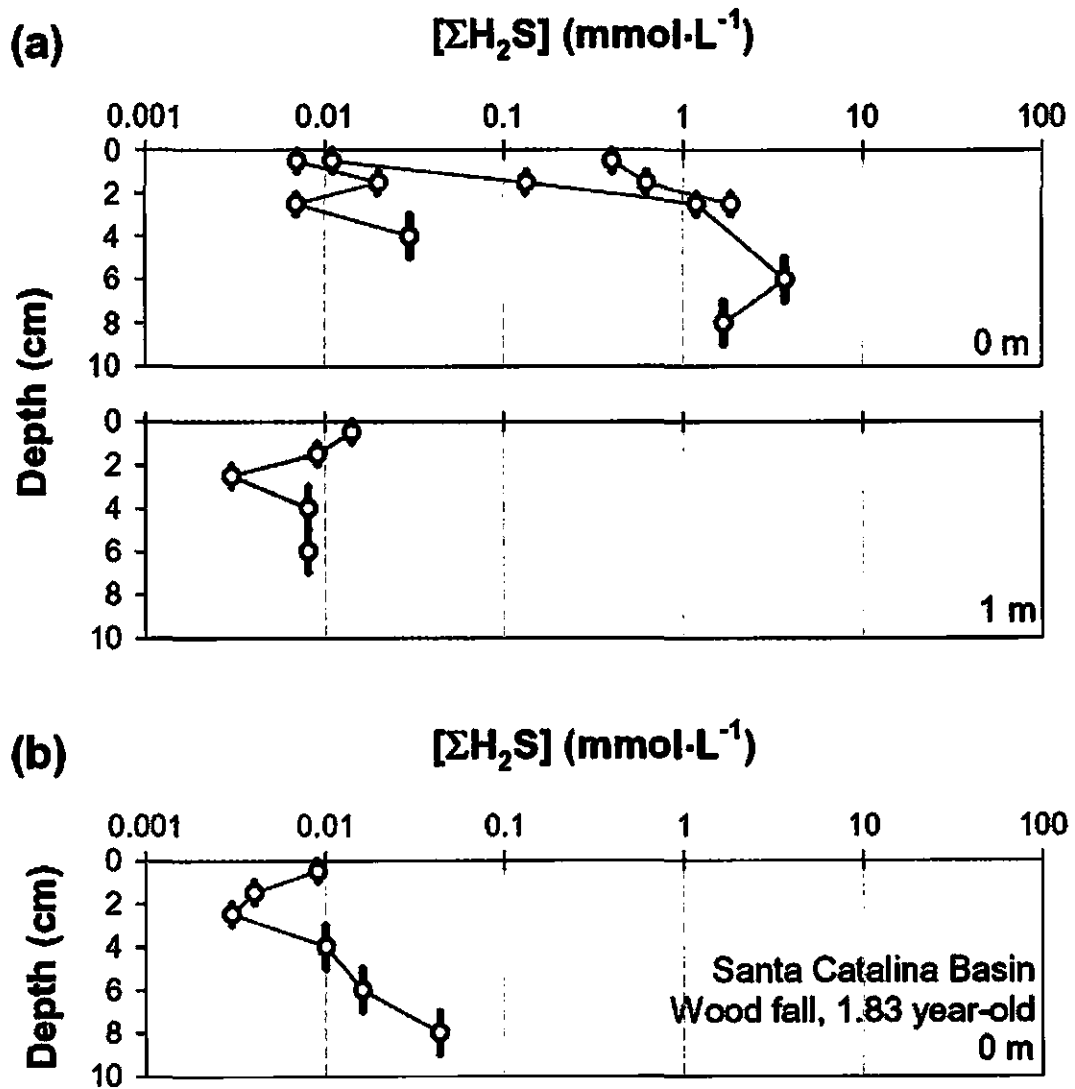 (a)
[ΣH₂S] (mmol·L⁻¹)
0.001 0.01 0.1 1 10 100
0
2
4
6
8
10
0 m
Depth (cm)
0
2
4
6
8
10
1 m
(b)
[ΣH₂S] (mmol·L⁻¹)
0.001 0.01 0.1 1 10 100
0
2
4
6
8
10
Depth (cm)
Santa Catalina Basin
Wood fall, 1.83 year-old
0 m